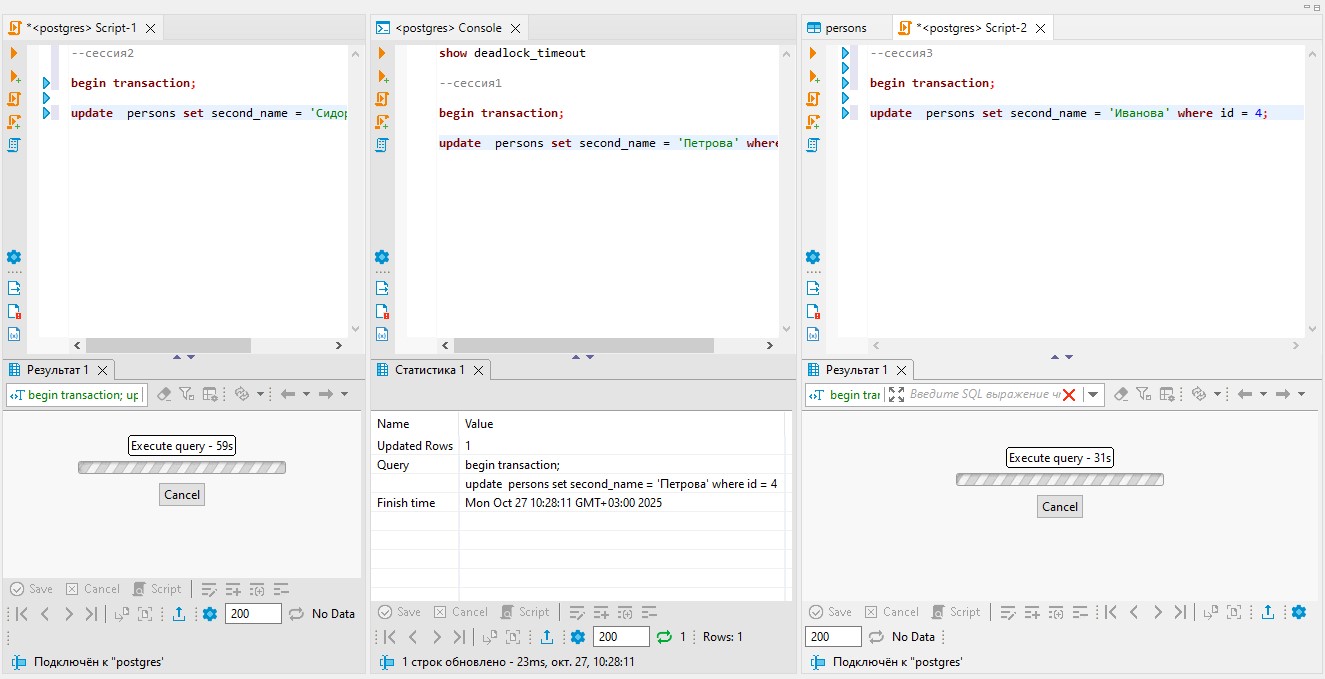 *<postgres> Script-1
--сессия2
begin transaction;
update persons set second_name = 'Сидор
Результат 1
begin transaction; up
Execute query - 59s
Cancel
Save Cancel Script
200 No Data
Подключён к "postgres"
<postgres> Console
show deadlock_timeout
--сессия1
begin transaction;
update persons set second_name = 'Петрова' where
Статистика 1
Name Value
Updated Rows 1
Query begin transaction;
update persons set second_name = 'Петрова' where id = 4
Finish time Mon Oct 27 10:28:11 GMT+03:00 2025
Save Cancel Script
200 1 Rows: 1
1 строк обновлено - 23ms, окт. 27, 10:28:11
persons *<postgres> Script-2
--сессия3
begin transaction;
update persons set second_name = 'Иванова' where id = 4;
Результат 1
begin trar Введите SQL выражение ч
Execute query - 31s
Cancel
Save Cancel Script
200 No Data
Подключён к "postgres"